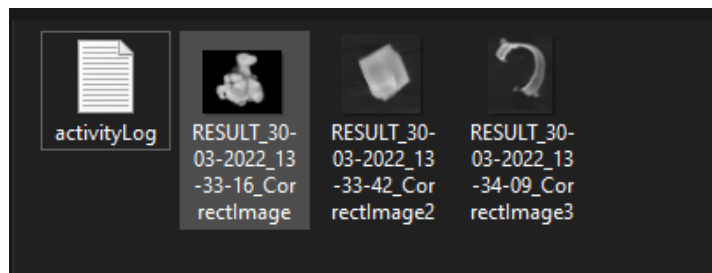 activityLog
RESULT_30-
03-2022_13
-33-16_Cor
rectImage
RESULT_30-
03-2022_13
-33-42_Cor
rectImage2
RESULT_30-
03-2022_13
-34-09_Cor
rectImage3